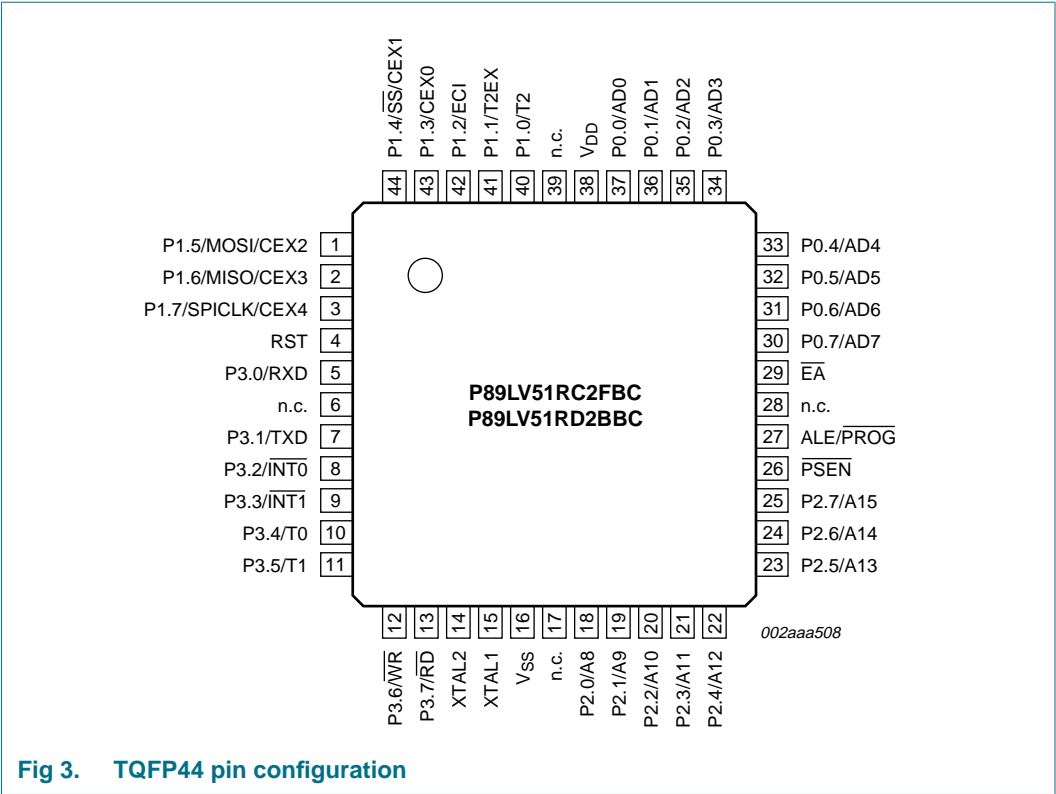 P1.4/S̅S̅/CEX1
P1.3/CEX0
P1.2/ECI
P1.1/T2EX
P1.0/T2
n.c.
VDD
P0.0/AD0
P0.1/AD1
P0.2/AD2
P0.3/AD3
44 43 42 41 40 39 38 37 36 35 34
P1.5/MOSI/CEX2 1
P1.6/MISO/CEX3 2
P1.7/SPICLK/CEX4 3
RST 4
P3.0/RXD 5
n.c. 6
P3.1/TXD 7
P3.2/I̅N̅T̅0̅ 8
P3.3/I̅N̅T̅1̅ 9
P3.4/T0 10
P3.5/T1 11
P89LV51RC2FBC
P89LV51RD2BBC
33 P0.4/AD4
32 P0.5/AD5
31 P0.6/AD6
30 P0.7/AD7
29 E̅A̅
28 n.c.
27 ALE/P̅R̅O̅G̅
26 P̅S̅E̅N̅
25 P2.7/A15
24 P2.6/A14
23 P2.5/A13
12 13 14 15 16 17 18 19 20 21 22
P3.6/W̅R̅
P3.7/R̅D̅
XTAL2
XTAL1
VSS
n.c.
P2.0/A8
P2.1/A9
P2.2/A10
P2.3/A11
P2.4/A12
002aaa508
Fig 3. TQFP44 pin configuration